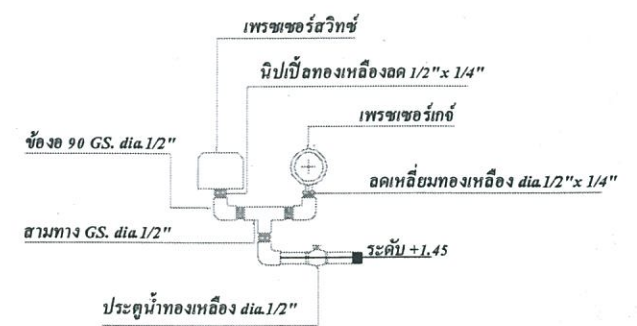 เพรชเชอร์สวิทช์
นิปเปิ้ลทองเหลืองลด 1/2"x 1/4"
เพรชเชอร์เกจ์
ข้องอ 90 GS. dia.1/2"
ลดเหลี่ยมทองเหลือง dia.1/2"x 1/4"
สามทาง GS. dia.1/2"
ระดับ +1.45
ประตูน้ำทองเหลือง dia.1/2"